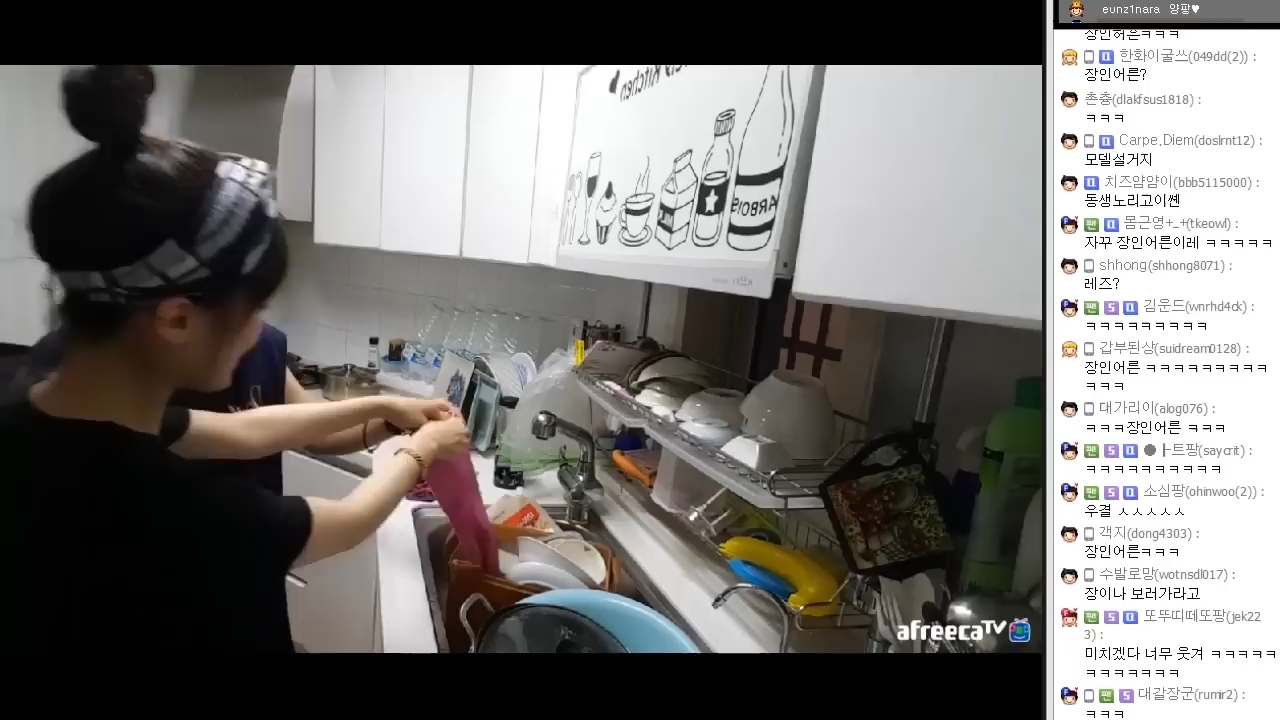 Kitchen
MILK
ARBOIS
afreecaTV
eunz1nara 양팡♥
장인허은ㅋㅋㅋ
한화이굴쓰(049dd(2)) :
장인어른?
촌충(dlakfsus1818) :
ㅋㅋㅋ
Carpe.Diem(doslrnt12) :
모델설거지
치즈얌얌이(bbb5115000) :
동생노리고이쎈
몸근영+_+(tkeowl) :
자꾸 장인어른이레 ㅋㅋㅋㅋㅋ
shhong(shhong8071) :
레즈?
김운드(wnrhd4ck) :
ㅋㅋㅋㅋㅋㅋㅋㅋㅋ
갑부된상(suidream0128) :
장인어른 ㅋㅋㅋㅋㅋㅋㅋㅋㅋ
ㅋㅋㅋ
대가리이(alog076) :
ㅋㅋㅋ장인어른 ㅋㅋㅋ
●┣트팡(saycrit) :
ㅋㅋㅋㅋㅋㅋㅋㅋㅋㅋ
소심팡(ohinwoo(2)) :
우결 ㅅㅅㅅㅅㅅ
객지(dong4303) :
장인어른ㅋㅋㅋ
수발로망(wotnsdl017) :
장이나 보러가라고
또뚜띠떼또팡(jek22
3) :
미치겠다 너무 웃겨 ㅋㅋㅋㅋㅋ
ㅋㅋㅋㅋㅋㅋㅋ
대갈장군(rumir2) :
ㅋㅋㅋ